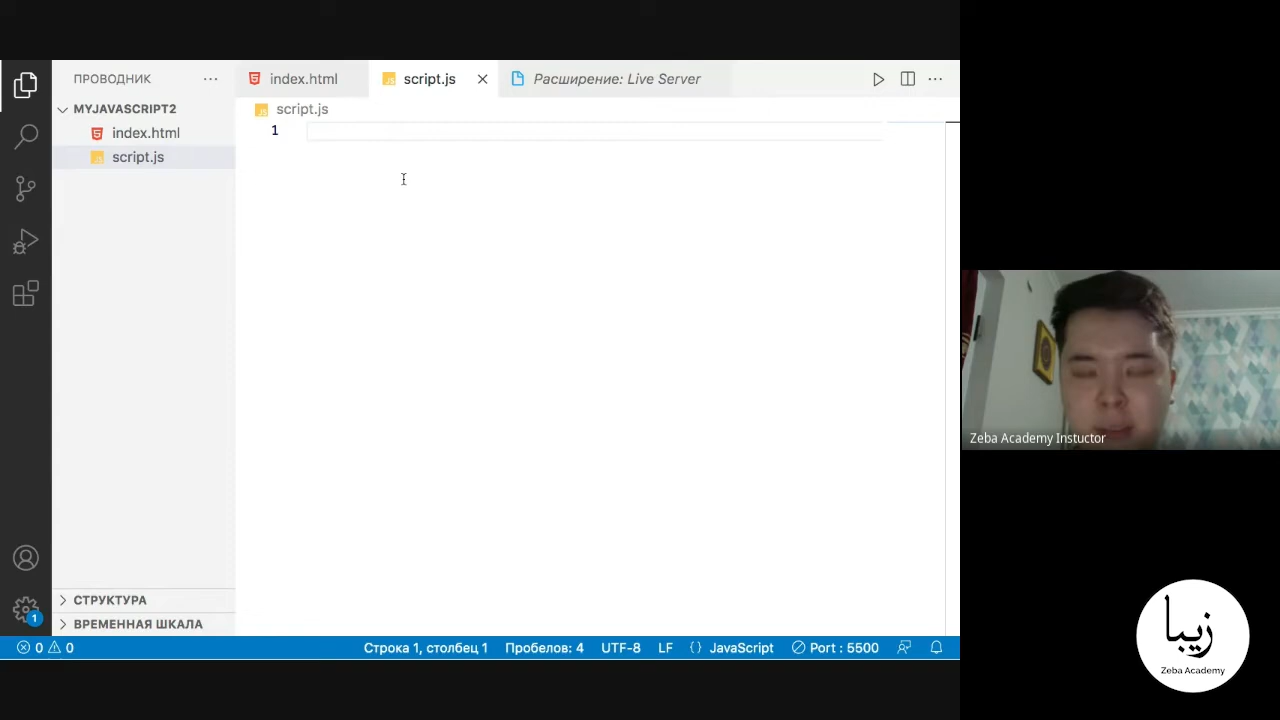 ПРОВОДНИК
index.html
script.js
Расширение: Live Server
MYJAVASCRIPT2
script.js
index.html
1
script.js
Zeba Academy Instuctor
СТРУКТУРА
1
ВРЕМЕННАЯ ШКАЛА
0 0
Строка 1, столбец 1
Пробелов: 4
UTF-8
LF
JavaScript
Port : 5500
زيبا
Zeba Academy